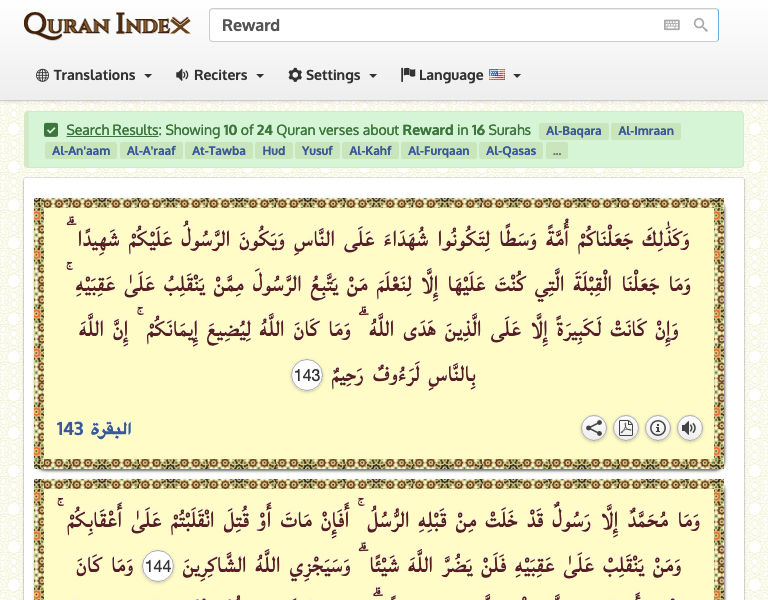 QURAN INDEX
Reward
Translations Reciters Settings Language
Search Results: Showing 10 of 24 Quran verses about Reward in 16 Surahs Al-Baqara Al-Imraan
Al-An'aam Al-A'raaf At-Tawba Hud Yusuf Al-Kahf Al-Furqaan Al-Qasas ...
وَكَذَٰلِكَ جَعَلْنَاكُمْ أُمَّةً وَسَطًا لِتَكُونُوا شُهَدَاءَ عَلَى النَّاسِ وَيَكُونَ الرَّسُولُ عَلَيْكُمْ شَهِيدًا ۗ
وَمَا جَعَلْنَا الْقِبْلَةَ الَّتِي كُنْتَ عَلَيْهَا إِلَّا لِنَعْلَمَ مَنْ يَتَّبِعُ الرَّسُولَ مِمَّنْ يَنْقَلِبُ عَلَىٰ عَقِبَيْهِ ۚ
وَإِنْ كَانَتْ لَكَبِيرَةً إِلَّا عَلَى الَّذِينَ هَدَى اللَّهُ ۗ وَمَا كَانَ اللَّهُ لِيُضِيعَ إِيمَانَكُمْ ۚ إِنَّ اللَّهَ
بِالنَّاسِ لَرَءُوفٌ رَحِيمٌ 143
البقرة 143
وَمَا مُحَمَّدٌ إِلَّا رَسُولٌ قَدْ خَلَتْ مِنْ قَبْلِهِ الرُّسُلُ ۚ أَفَإِنْ مَاتَ أَوْ قُتِلَ انْقَلَبْتُمْ عَلَىٰ أَعْقَابِكُمْ ۚ
وَمَنْ يَنْقَلِبْ عَلَىٰ عَقِبَيْهِ فَلَنْ يَضُرَّ اللَّهَ شَيْئًا ۗ وَسَيَجْزِي اللَّهُ الشَّاكِرِينَ 144 وَمَا كَانَ